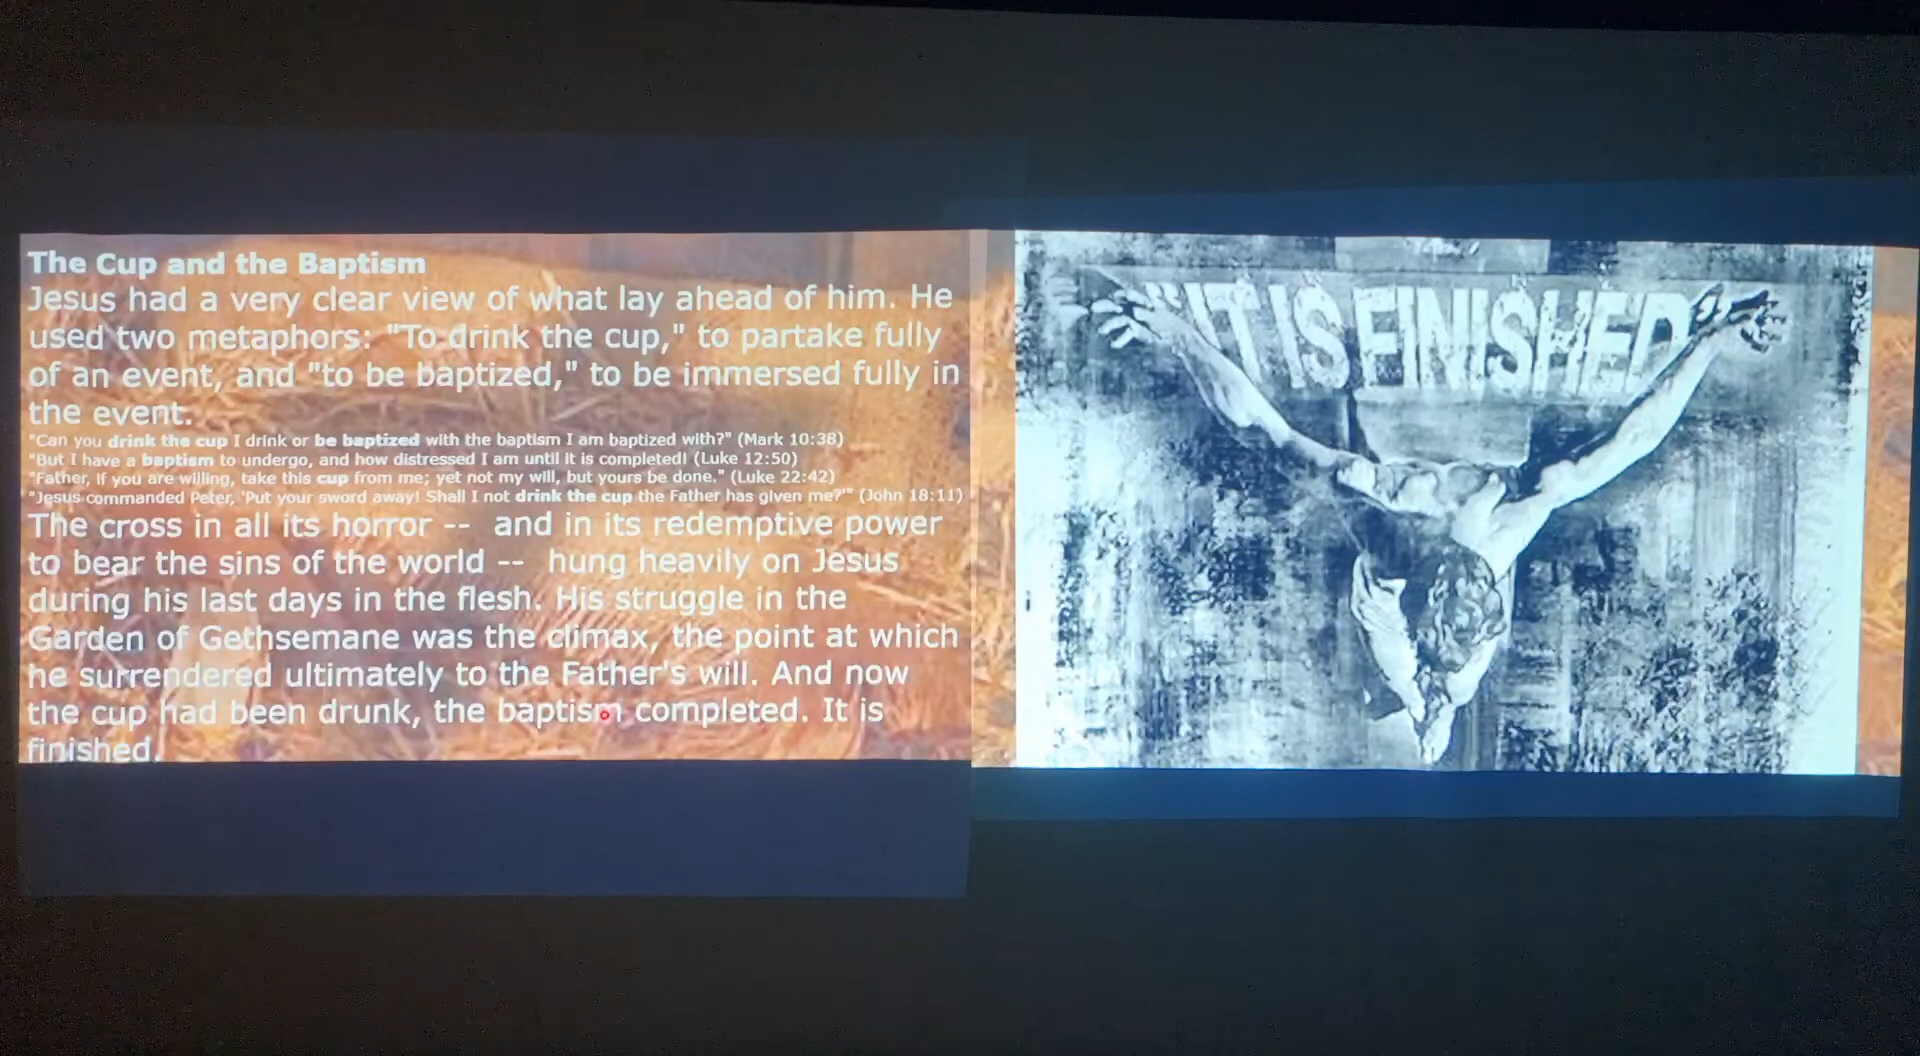 The Cup and the Baptism
Jesus had a very clear view of what lay ahead of him. He
used two metaphors: "To drink the cup," to partake fully
of an event, and "to be baptized," to be immersed fully in
the event.
"Can you drink the cup I drink or be baptized with the baptism I am baptized with?" (Mark 10:38)
"But I have a baptism to undergo, and how distressed I am until it is completed! (Luke 12:50)
"Father, if you are willing, take this cup from me; yet not my will, but yours be done." (Luke 22:42)
"Jesus commanded Peter, 'Put your sword away! Shall I not drink the cup the Father has given me?'" (John 18:11)
The cross in all its horror -- and in its redemptive power
to bear the sins of the world -- hung heavily on Jesus
during his last days in the flesh. His struggle in the
Garden of Gethsemane was the climax, the point at which
he surrendered ultimately to the Father's will. And now
the cup had been drunk, the baptism completed. It is
finished.
"IT IS FINISHED